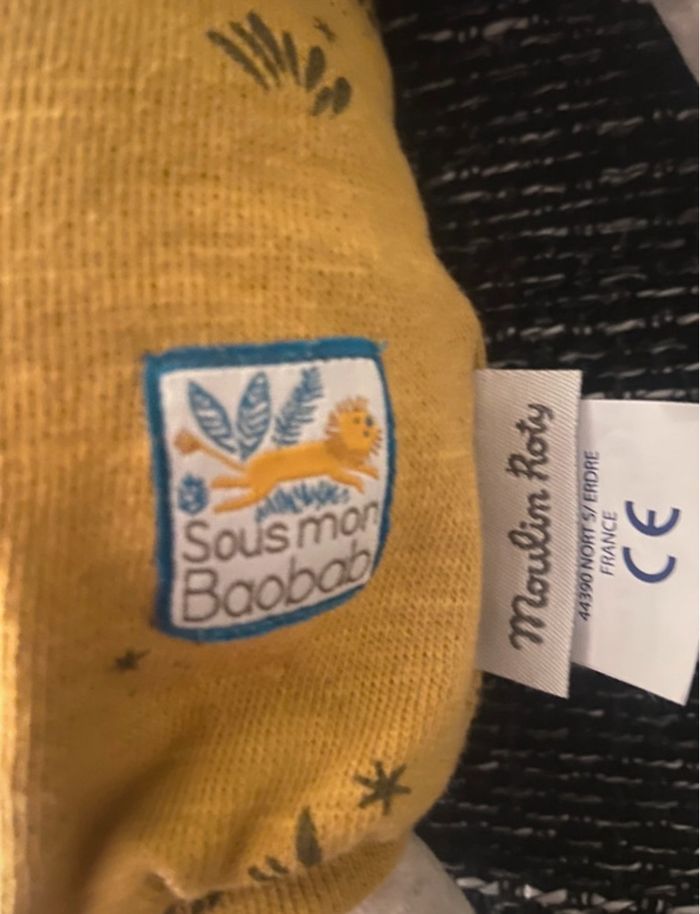 Sous mon
Baobab
Moulin Roty
44390 NORT S/ ERDRE
FRANCE
CE